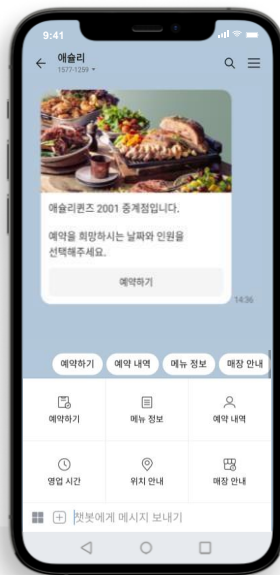 9:41
애슐리
1577-1259
애슐리퀸즈 2001 중계점입니다.
예약을 희망하시는 날짜와 인원을
선택해주세요.
예약하기
14:36
예약하기 예약 내역 메뉴 정보 매장 안내
예약하기 메뉴 정보 예약 내역
영업 시간 위치 안내 매장 안내
챗봇에게 메시지 보내기